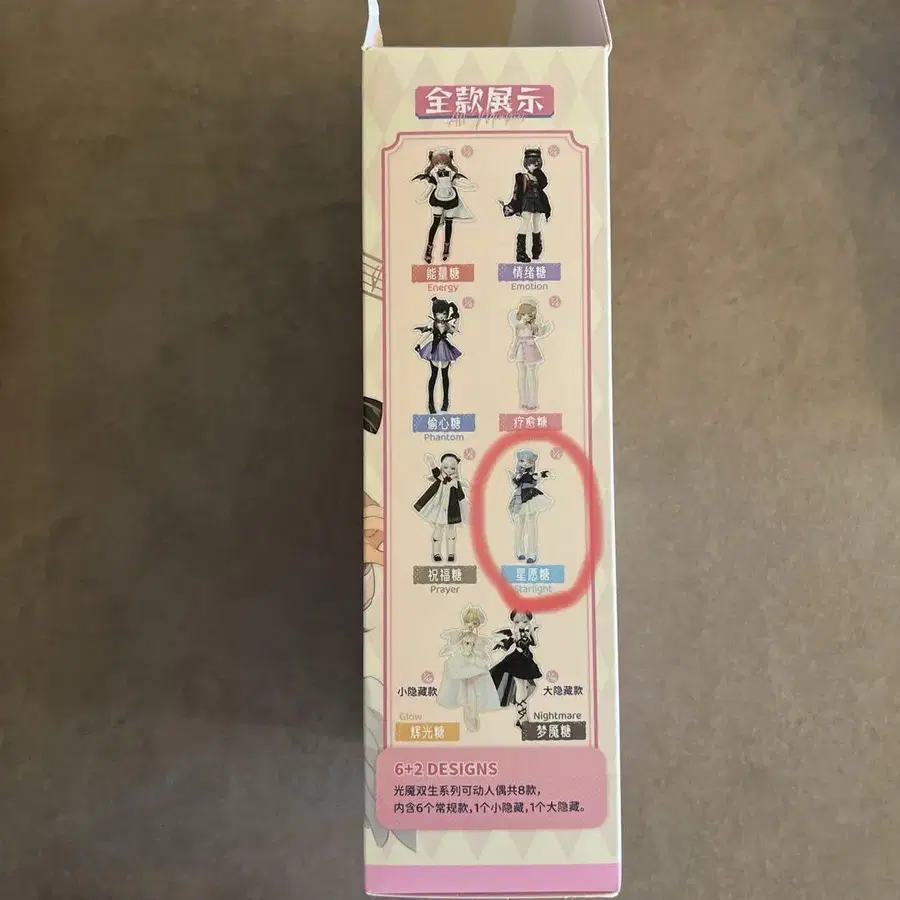 全款展示
能量糖
Energy
情绪糖
Emotion
偷心糖
Phantom
疗愈糖
祝福糖
Prayer
星愿糖
Starlight
小隐藏款
Glow
辉光糖
大隐藏款
Nightmare
梦魇糖
6+2 DESIGNS
光魔双生系列可动人偶共8款，
内含6个常规款，1个小隐藏，1个大隐藏。